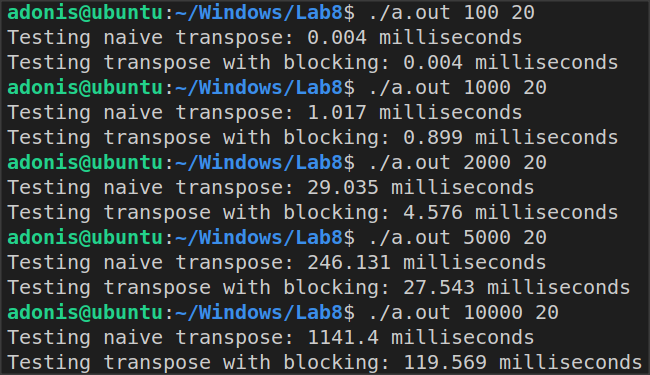 adonis@ubuntu:~/Windows/Lab8$ ./a.out 100 20
Testing naive transpose: 0.004 milliseconds
Testing transpose with blocking: 0.004 milliseconds
adonis@ubuntu:~/Windows/Lab8$ ./a.out 1000 20
Testing naive transpose: 1.017 milliseconds
Testing transpose with blocking: 0.899 milliseconds
adonis@ubuntu:~/Windows/Lab8$ ./a.out 2000 20
Testing naive transpose: 29.035 milliseconds
Testing transpose with blocking: 4.576 milliseconds
adonis@ubuntu:~/Windows/Lab8$ ./a.out 5000 20
Testing naive transpose: 246.131 milliseconds
Testing transpose with blocking: 27.543 milliseconds
adonis@ubuntu:~/Windows/Lab8$ ./a.out 10000 20
Testing naive transpose: 1141.4 milliseconds
Testing transpose with blocking: 119.569 milliseconds